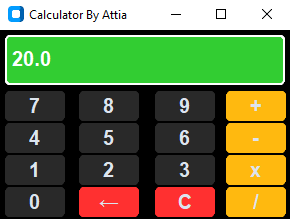 Calculator By Attia
20.0
7 8 9 +
4 5 6 -
1 2 3 x
0 ← C /